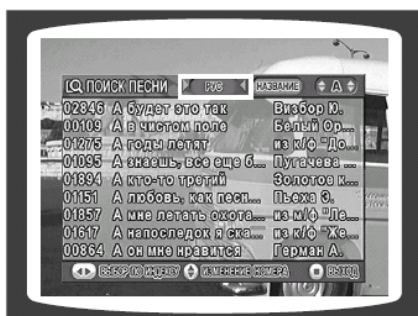 ПОИСК ПЕСНИ РУС НАЗВАНИЕ А
02846 А будет это так Визбор Ю.
00109 А в чистом поле Белый Ор...
01275 А годы летят из к/ф "До...
01095 А знаешь, все еще б... Пугачева ...
01894 А кто-то третий Золотов к...
01151 А любовь, как песн... Пьеха Э.
01857 А мне летать охота... из м/ф "Ле...
01617 А напоследок я ска... из к/ф "Же...
00864 А он мне нравится Герман А.
ВЫБОР ПО ИНДЕКСУ ИЗМЕНЕНИЕ НОМЕРА ВЫХОД